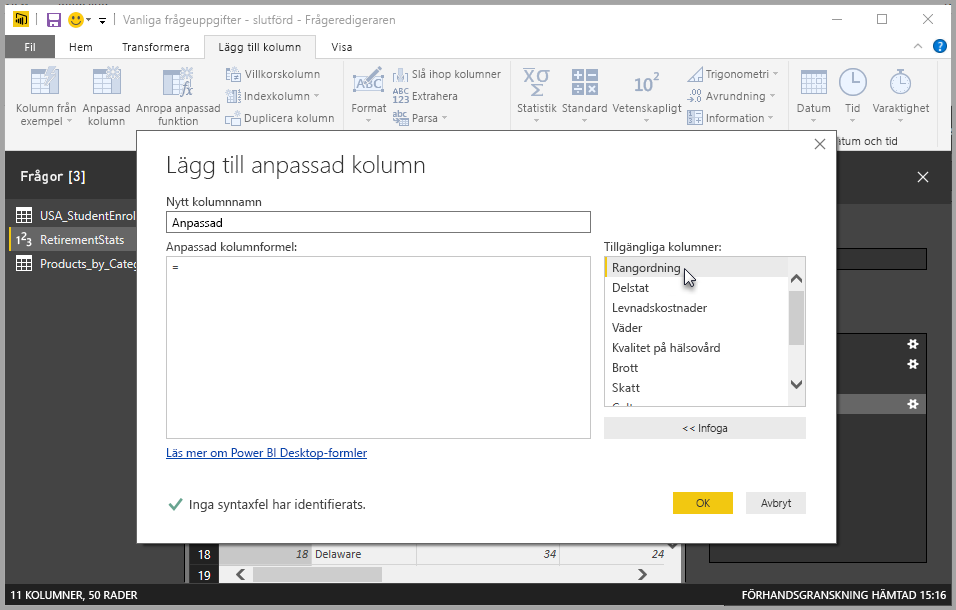 Vanliga frågeuppgifter - slutförd - Frågeredigeraren
Fil Hem Transformera Lägg till kolumn Visa
Kolumn från exempel
Anpassad kolumn
Anropa anpassad funktion
Villkorskolumn
Indexkolumn
Duplicera kolumn
Format
Slå ihop kolumner
Extrahera
Parsa
Statistik
Standard
Vetenskapligt
Trigonometri
Avrundning
Information
Datum
Tid
Varaktighet
tum och tid
Frågor [3]
USA_StudentEnrol
RetirementStats
Products_by_Categ
Lägg till anpassad kolumn
Nytt kolumnnamn
Anpassad
Anpassad kolumnformel:
=
Tillgängliga kolumner:
Rangordning
Delstat
Levnadskostnader
Väder
Kvalitet på hälsovård
Brott
Skatt
<< Infoga
Läs mer om Power BI Desktop-formler
Inga syntaxfel har identifierats.
OK
Avbryt
18 18 Delaware 34 24
19
11 KOLUMNER, 50 RADER
FÖRHANDSGRANSKNING HÄMTAD 15:16